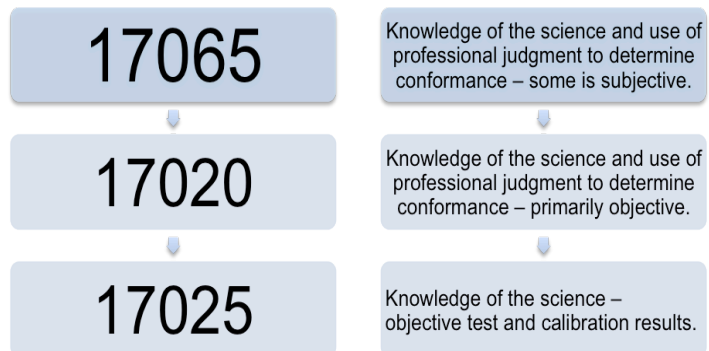 17065
Knowledge of the science and use of
professional judgment to determine
conformance – some is subjective.
17020
Knowledge of the science and use of
professional judgment to determine
conformance – primarily objective.
17025
Knowledge of the science –
objective test and calibration results.